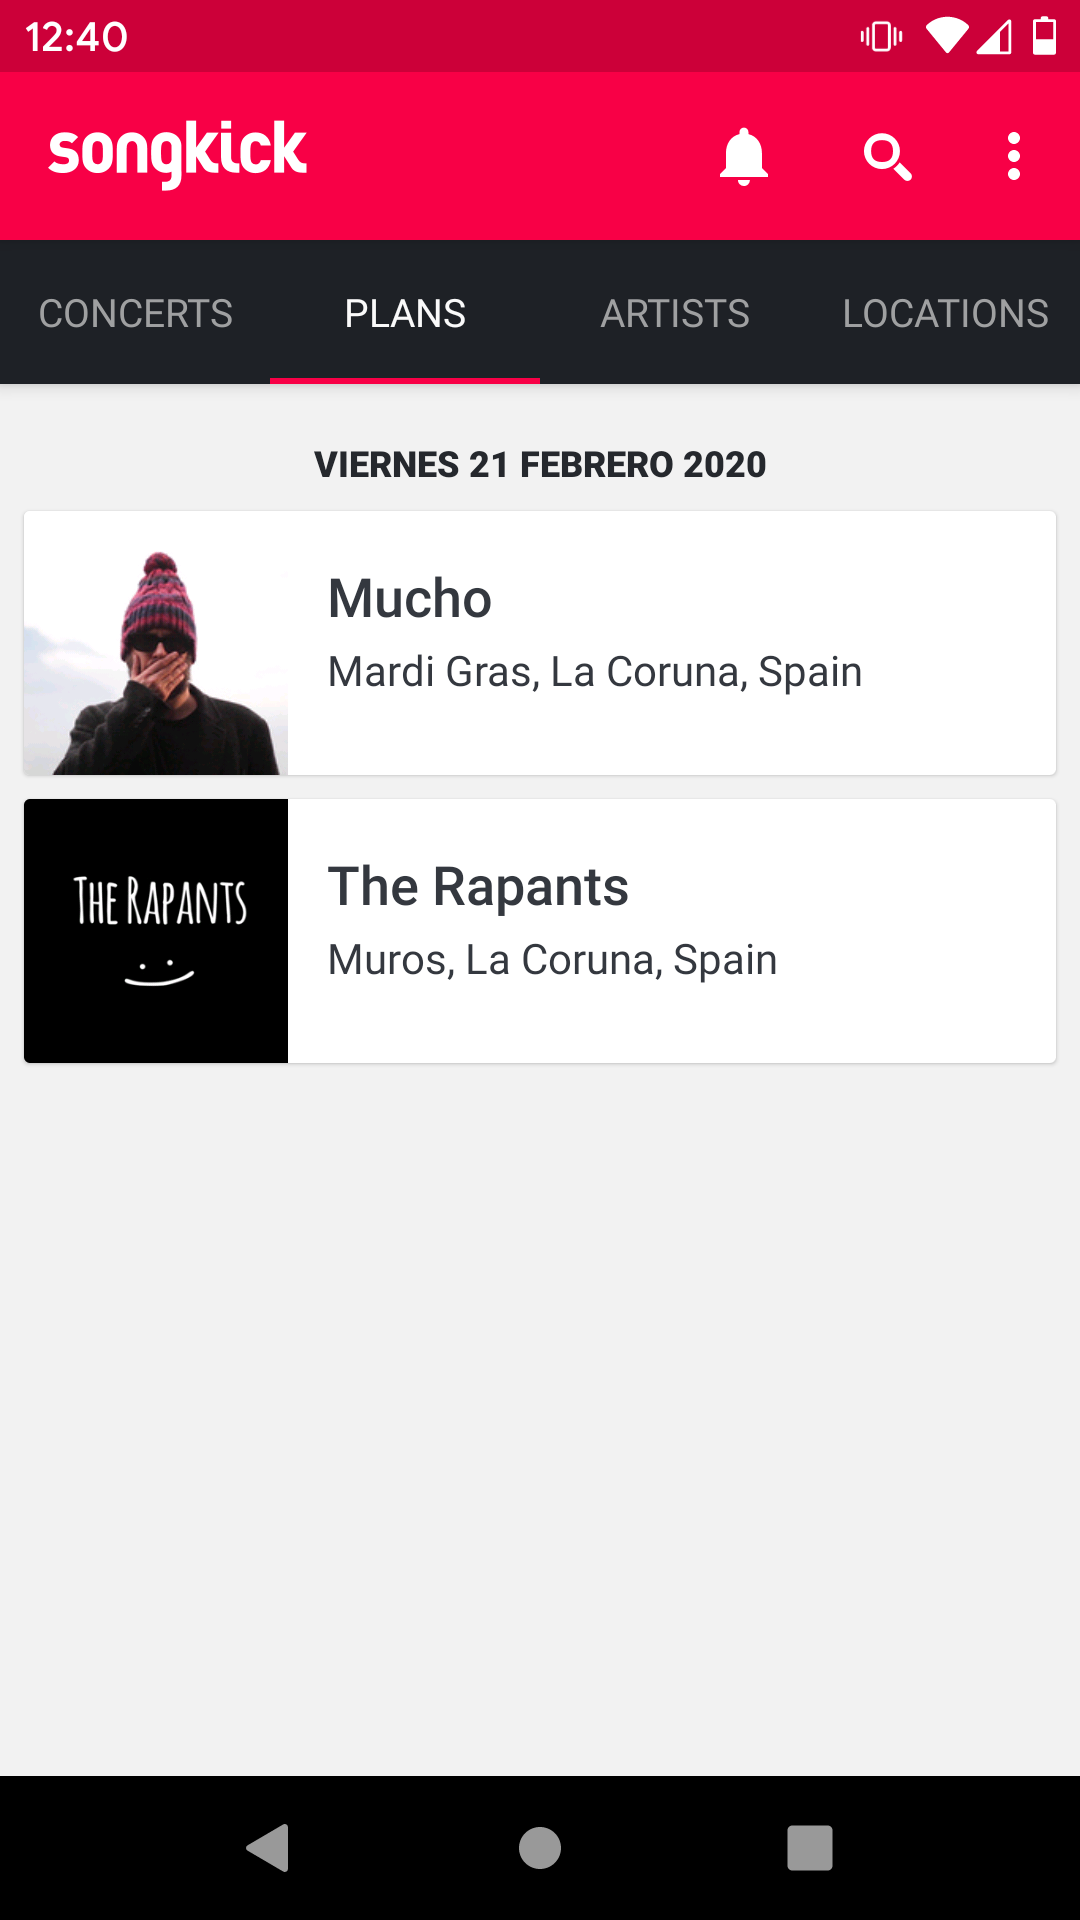 12:40
songkick
CONCERTS PLANS ARTISTS LOCATIONS
VIERNES 21 FEBRERO 2020
Mucho
Mardi Gras, La Coruna, Spain
THE RAPANTS
The Rapants
Muros, La Coruna, Spain